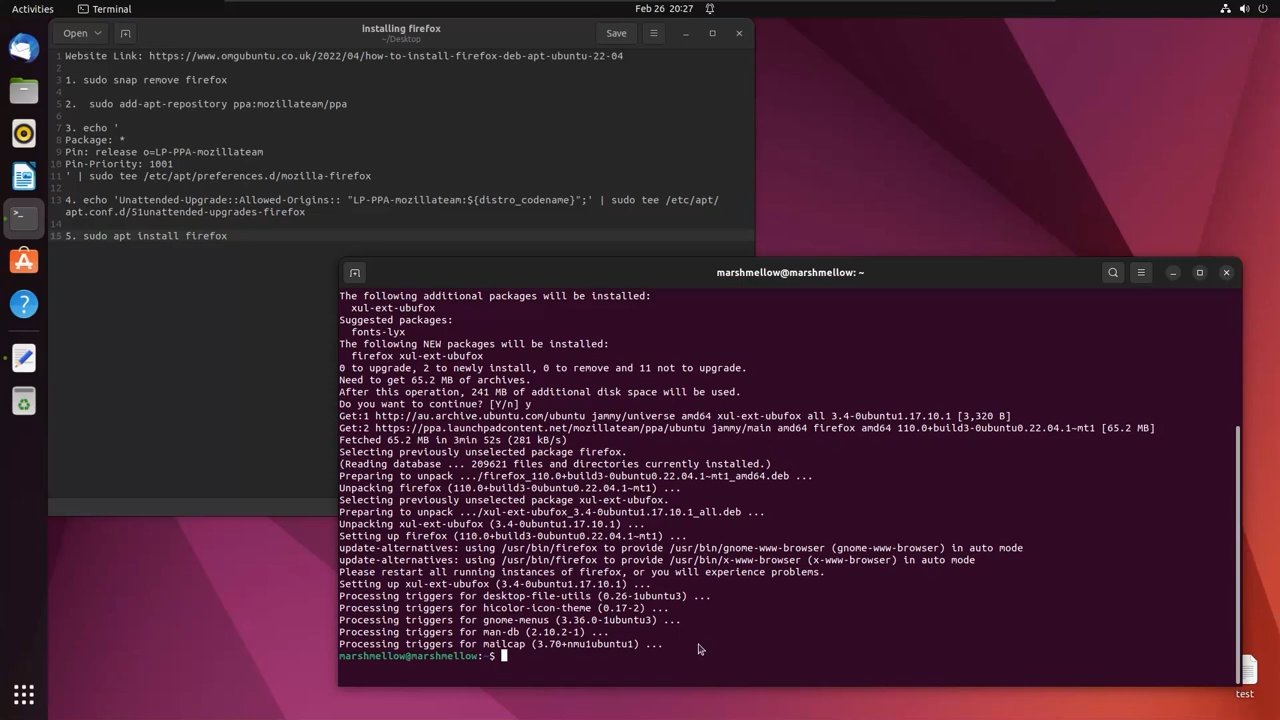 Activities
Terminal
Feb 26 20:27
Open
installing firefox
~/Desktop
Save
1 Website Link: https://www.omgubuntu.co.uk/2022/04/how-to-install-firefox-deb-apt-ubuntu-22-04
2
3 1. sudo snap remove firefox
4
5 2.  sudo add-apt-repository ppa:mozillateam/ppa
6
7 3. echo '
8 Package: *
9 Pin: release o=LP-PPA-mozillateam
10 Pin-Priority: 1001
11 ' | sudo tee /etc/apt/preferences.d/mozilla-firefox
12
13 4. echo 'Unattended-Upgrade::Allowed-Origins:: "LP-PPA-mozillateam:${distro_codename}";' | sudo tee /etc/apt/
apt.conf.d/51unattended-upgrades-firefox
14
15 5. sudo apt install firefox
marshmellow@marshmellow: ~
The following additional packages will be installed:
xul-ext-ubufox
Suggested packages:
fonts-lyx
The following NEW packages will be installed:
firefox xul-ext-ubufox
0 to upgrade, 2 to newly install, 0 to remove and 11 not to upgrade.
Need to get 65.2 MB of archives.
After this operation, 241 MB of additional disk space will be used.
Do you want to continue? [Y/n] y
Get:1 http://au.archive.ubuntu.com/ubuntu jammy/universe amd64 xul-ext-ubufox all 3.4-0ubuntu1.17.10.1 [3,320 B]
Get:2 https://ppa.launchpadcontent.net/mozillateam/ppa/ubuntu jammy/main amd64 firefox amd64 110.0+build3-0ubuntu0.22.04.1~mt1 [65.2 MB]
Fetched 65.2 MB in 3min 52s (281 kB/s)
Selecting previously unselected package firefox.
(Reading database ... 209621 files and directories currently installed.)
Preparing to unpack .../firefox_110.0+build3-0ubuntu0.22.04.1~mt1_amd64.deb ...
Unpacking firefox (110.0+build3-0ubuntu0.22.04.1~mt1) ...
Selecting previously unselected package xul-ext-ubufox.
Preparing to unpack .../xul-ext-ubufox_3.4-0ubuntu1.17.10.1_all.deb ...
Unpacking xul-ext-ubufox (3.4-0ubuntu1.17.10.1) ...
Setting up firefox (110.0+build3-0ubuntu0.22.04.1~mt1) ...
update-alternatives: using /usr/bin/firefox to provide /usr/bin/gnome-www-browser (gnome-www-browser) in auto mode
update-alternatives: using /usr/bin/firefox to provide /usr/bin/x-www-browser (x-www-browser) in auto mode
Please restart all running instances of firefox, or you will experience problems.
Setting up xul-ext-ubufox (3.4-0ubuntu1.17.10.1) ...
Processing triggers for desktop-file-utils (0.26-1ubuntu3) ...
Processing triggers for hicolor-icon-theme (0.17-2) ...
Processing triggers for gnome-menus (3.36.0-1ubuntu3) ...
Processing triggers for man-db (2.10.2-1) ...
Processing triggers for mailcap (3.70+nmu1ubuntu1) ...
marshmellow@marshmellow:~$
test